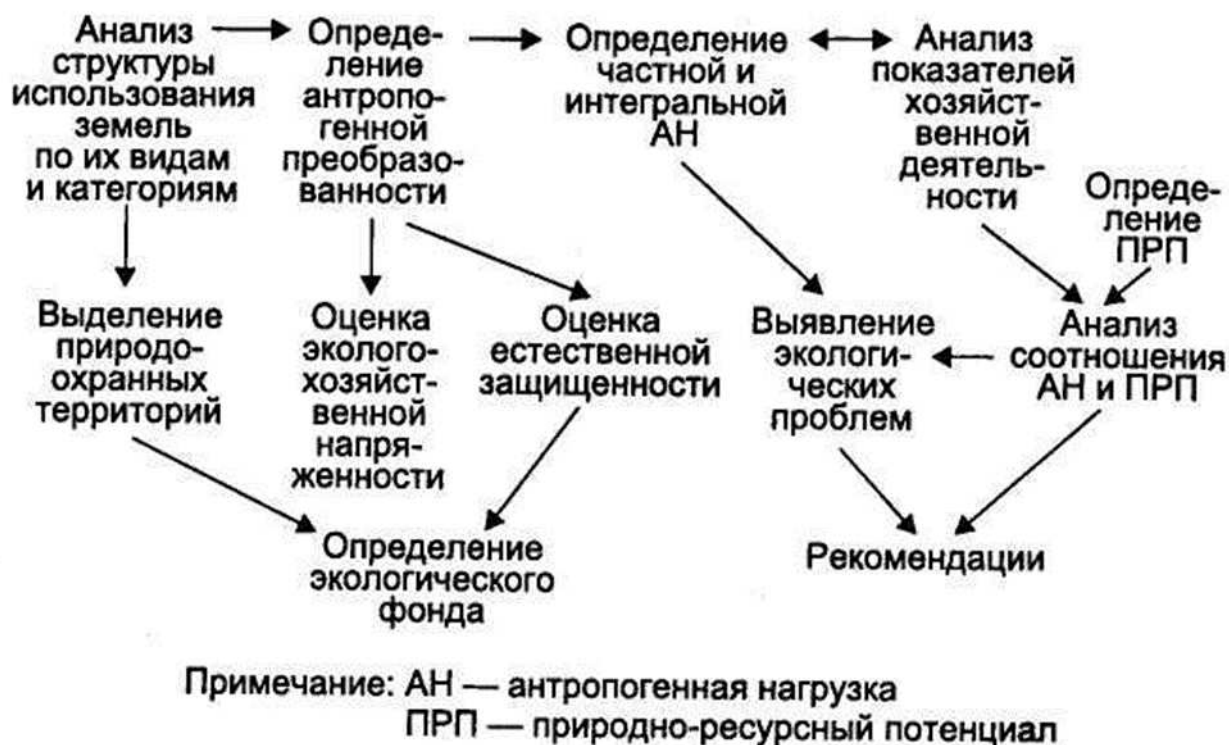 Анализ
структуры
использования
земель
по их видам
и категориям
Опреде-
ление
антропо-
генной
преобразо-
ванности
Определение
частной и
интегральной
АН
Анализ
показателей
хозяйст-
венной
деятель-
ности
Опреде-
ление
ПРП
Выделение
природо-
охранных
территорий
Оценка
эколого-
хозяйст-
венной
напря-
женности
Оценка
естественной
защищенности
Выявление
экологи-
ческих
проблем
Анализ
соотношения
АН и ПРП
Определение
экологического
фонда
Рекомендации
Примечание: АН — антропогенная нагрузка
ПРП — природно-ресурсный потенциал